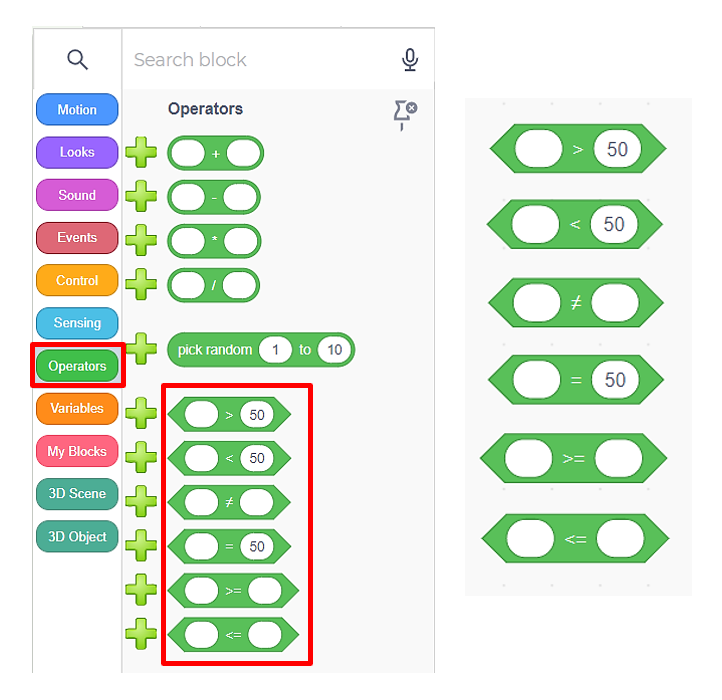 Search block
Motion
Looks
Sound
Events
Control
Sensing
Operators
Variables
My Blocks
3D Scene
3D Object
Operators
+
-
*
/
pick random 1 to 10
> 50
< 50
≠
= 50
>=
<=
> 50
< 50
≠
= 50
>=
<=